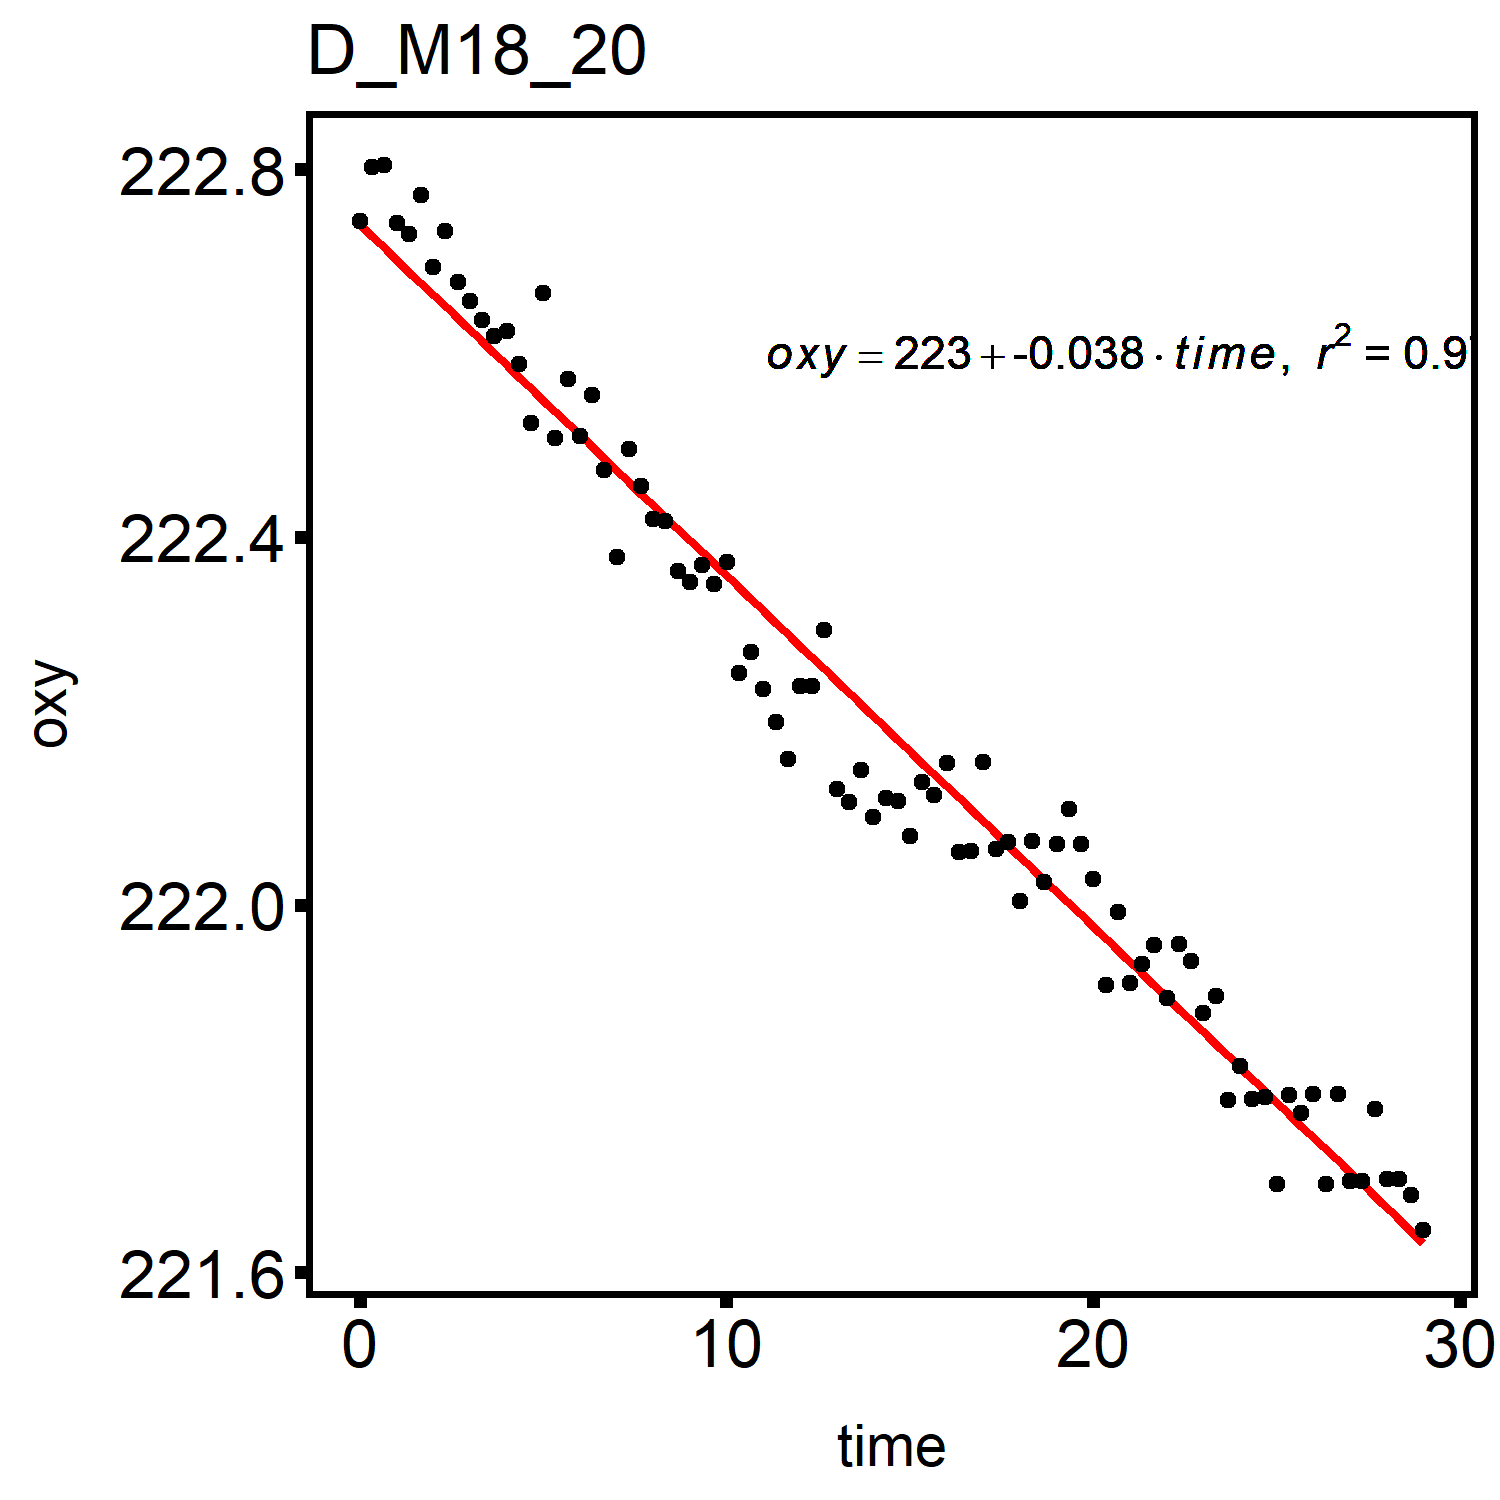 D_M18_20
222.8
oxy = 223 + -0.038 · time, r² = 0.9
222.4
oxy
222.0
221.6
0 10 20 30
time